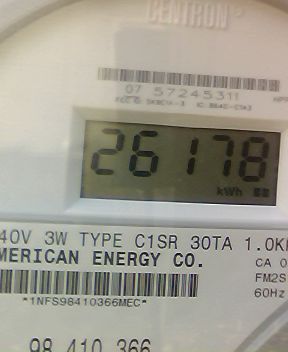 CENTRON
07 57245311
26178
kWh
40V 3W TYPE C1SR 30TA 1.0K
MERICAN ENERGY CO.
CA 0
FM2S
*1NFS98410366MEC*
60Hz
98 410 366